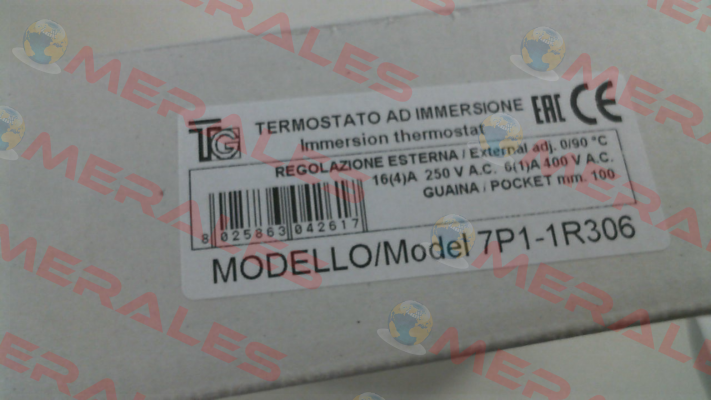 TG
TERMOSTATO AD IMMERSIONE
Immersion thermostat
EAC CE
REGOLAZIONE ESTERNA / External adj. 0/90 °C
16(4)A 250 V A.C. 6(1)A 400 V A.C.
GUAINA / POCKET mm. 100
8 025863 042617
MODELLO/Model 7P1-1R306
MERALES
MERALES
MERALES
MERALES
MERALES
MERALES